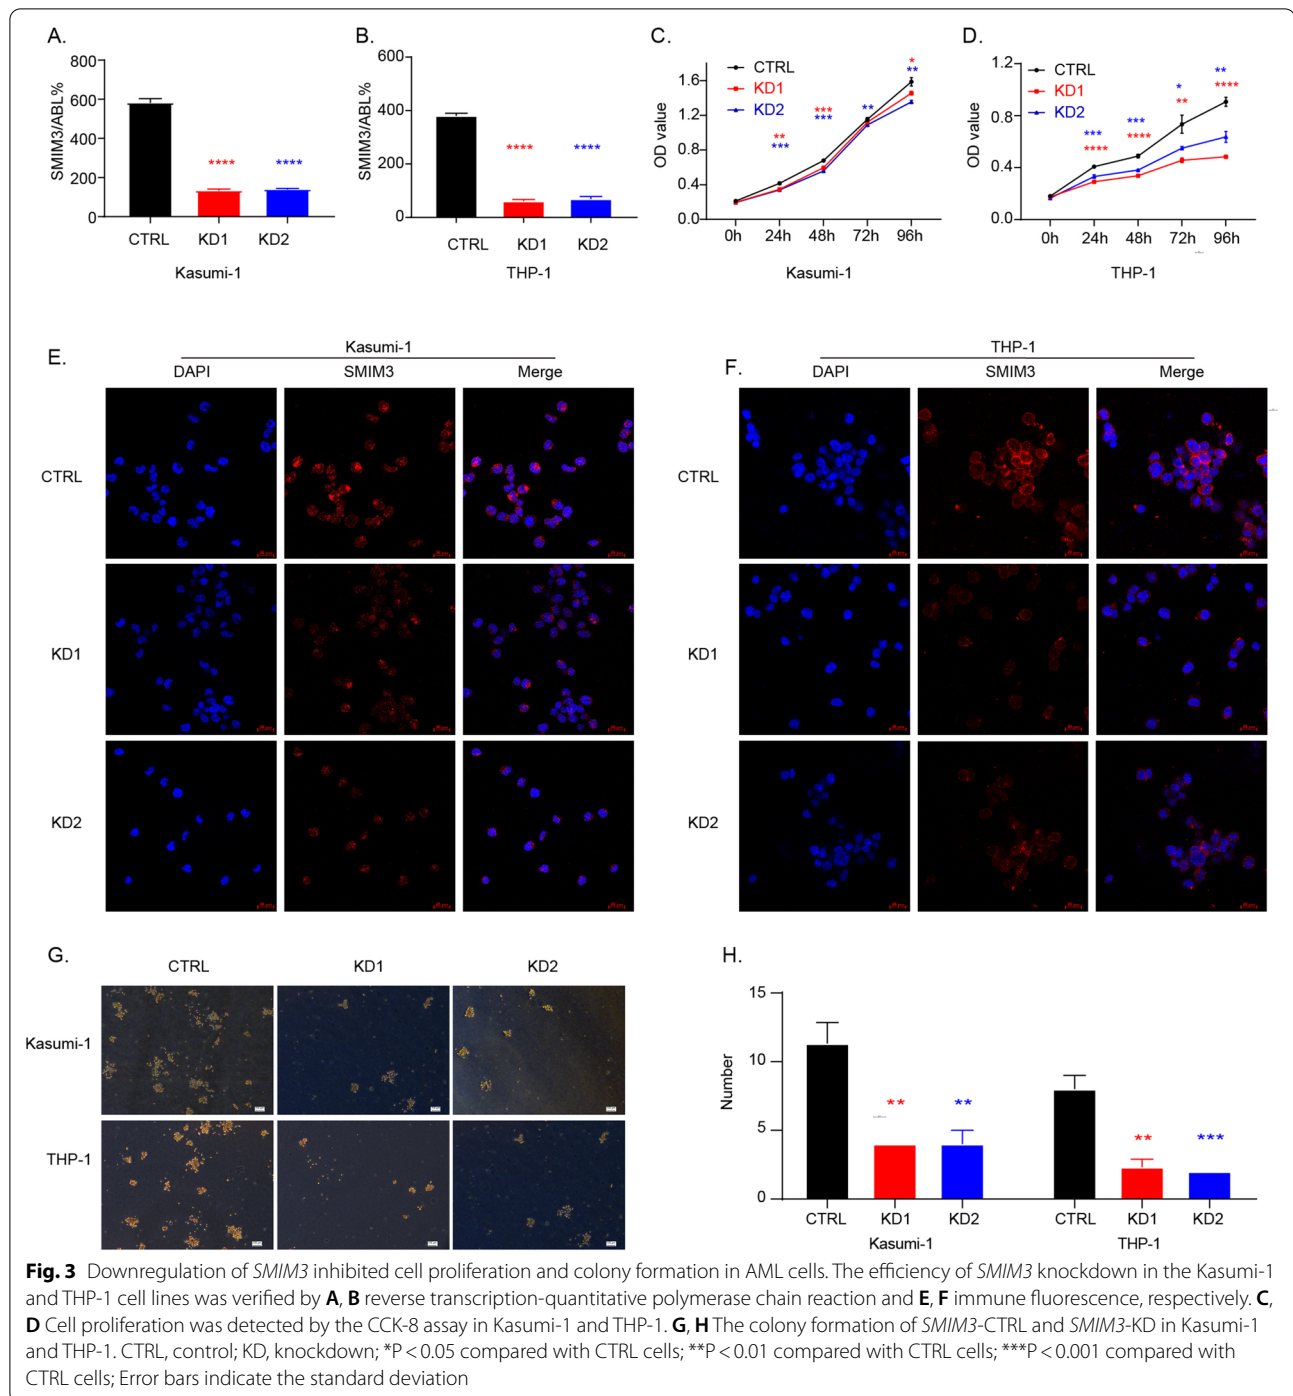 A.
800
600
400
200
0
SMIM3/ABL%
****
****
CTRL KD1 KD2
Kasumi-1
B.
600
400
200
0
SMIM3/ABL%
****
****
CTRL KD1 KD2
THP-1
C.
CTRL
KD1
KD2
1.6
1.2
0.8
0.4
0.0
OD value
**
***
***
***
**
*
**
0h 24h 48h 72h 96h
Kasumi-1
D.
CTRL
KD1
KD2
1.2
0.8
0.4
0.0
OD value
***
****
***
****
*
**
**
****
0h 24h 48h 72h 96h
THP-1
E.
Kasumi-1
DAPI SMIM3 Merge
CTRL
KD1
KD2
F.
THP-1
DAPI SMIM3 Merge
CTRL
KD1
KD2
G.
CTRL KD1 KD2
Kasumi-1
THP-1
H.
15
10
5
0
Number
** **
** ***
CTRL KD1 KD2 CTRL KD1 KD2
Kasumi-1 THP-1
Fig. 3 Downregulation of SMIM3 inhibited cell proliferation and colony formation in AML cells. The efficiency of SMIM3 knockdown in the Kasumi-1
and THP-1 cell lines was verified by A, B reverse transcription-quantitative polymerase chain reaction and E, F immune fluorescence, respectively. C,
D Cell proliferation was detected by the CCK-8 assay in Kasumi-1 and THP-1. G, H The colony formation of SMIM3-CTRL and SMIM3-KD in Kasumi-1
and THP-1. CTRL, control; KD, knockdown; *P < 0.05 compared with CTRL cells; **P < 0.01 compared with CTRL cells; ***P < 0.001 compared with
CTRL cells; Error bars indicate the standard deviation